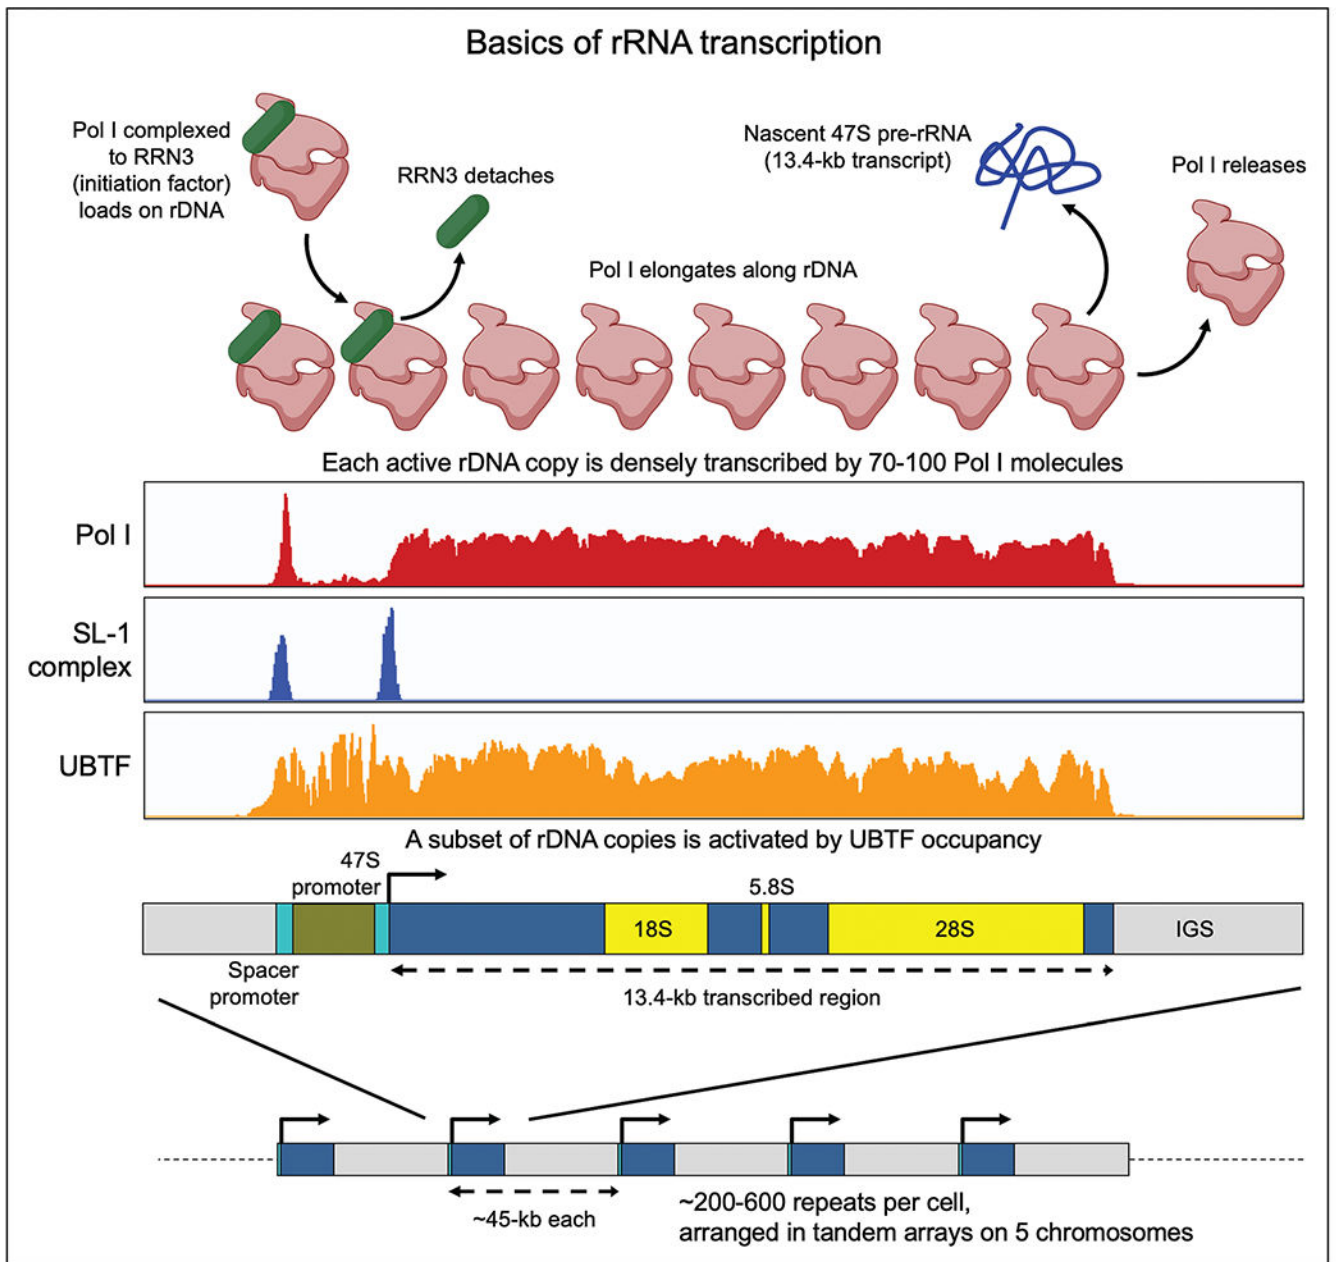 Basics of rRNA transcription
Pol I complexed
to RRN3
(initiation factor)
loads on rDNA
RRN3 detaches
Nascent 47S pre-rRNA
(13.4-kb transcript)
Pol I releases
Pol I elongates along rDNA
Each active rDNA copy is densely transcribed by 70-100 Pol I molecules
Pol I
SL-1
complex
UBTF
A subset of rDNA copies is activated by UBTF occupancy
47S
promoter
5.8S
18S
28S
IGS
Spacer
promoter
13.4-kb transcribed region
~45-kb each
~200-600 repeats per cell,
arranged in tandem arrays on 5 chromosomes